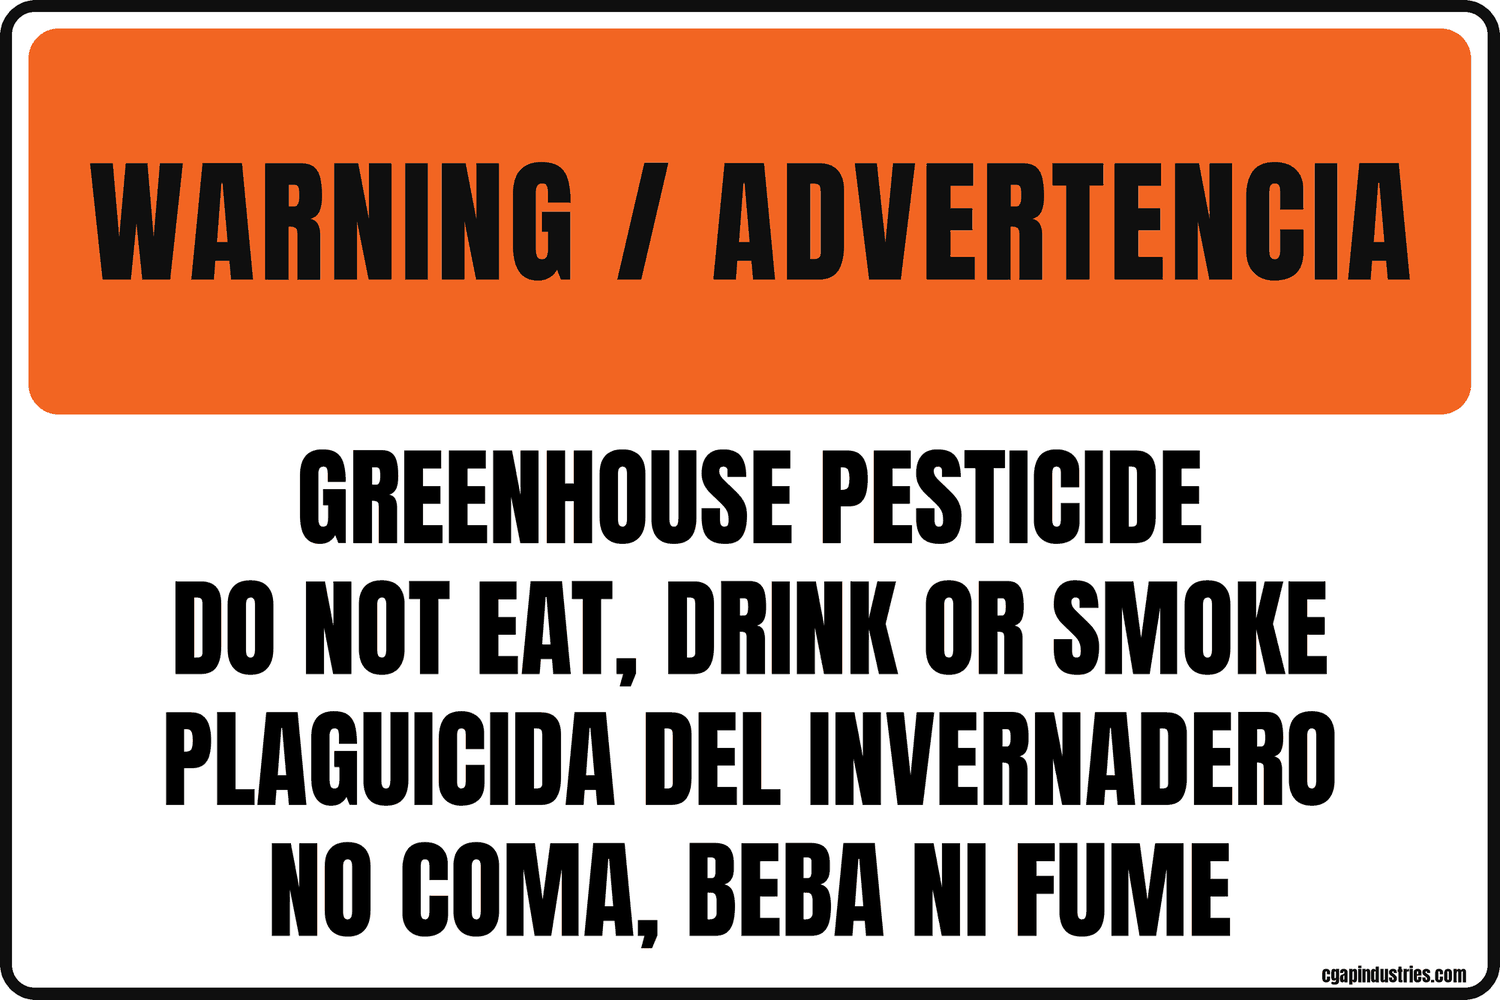 WARNING / ADVERTENCIA
GREENHOUSE PESTICIDE
DO NOT EAT, DRINK OR SMOKE
PLAGUICIDA DEL INVERNADERO
NO COMA, BEBA NI FUME
cgapindustries.com